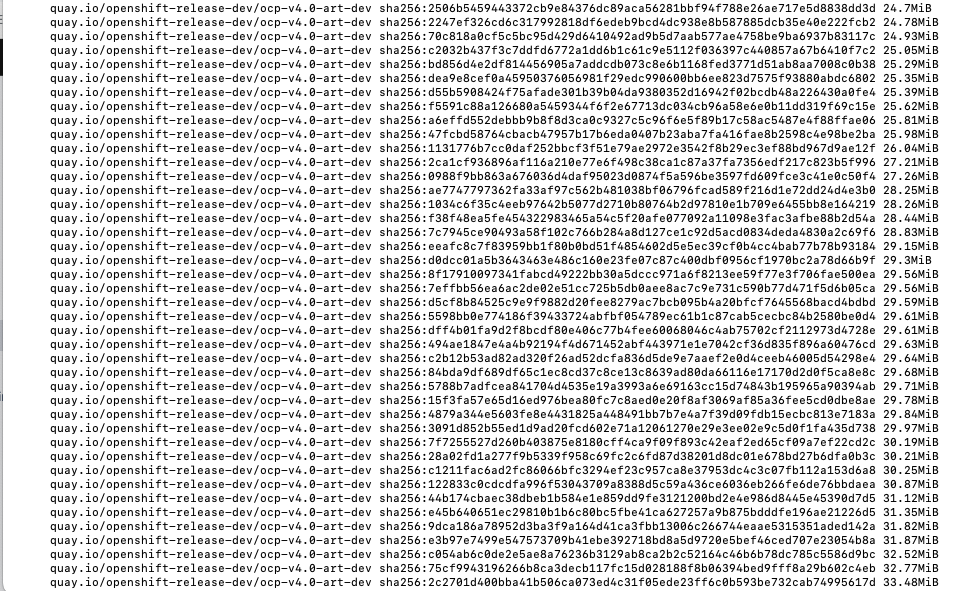 quay.io/openshift-release-dev/ocp-v4.0-art-dev sha256:2506b5459443372cb9e84376dc89aca56281bbf94f788e26ae717e5d8838dd3d 24.7MiB
quay.io/openshift-release-dev/ocp-v4.0-art-dev sha256:2247ef326cd6c317992818df6edeb9bcd4dc938e8b587885dcb35e40e222fcb2 24.78MiB
quay.io/openshift-release-dev/ocp-v4.0-art-dev sha256:70c818a0cf5c5bc95d429d6410492ad9b5d7aab577ae4758be9ba6937b83117c 24.93MiB
quay.io/openshift-release-dev/ocp-v4.0-art-dev sha256:c2032b437f3c7ddfd6772a1dd6b1c61c9e5112f036397c440857a67b6410f7c2 25.05MiB
quay.io/openshift-release-dev/ocp-v4.0-art-dev sha256:bd856d4e2df814456905a7addcdb073c8e6b1168fed3771d51ab8aa7008c0b38 25.29MiB
quay.io/openshift-release-dev/ocp-v4.0-art-dev sha256:dea9e8cef0a45950376056981f29edc990600bb6ee823d7575f93880abdc6802 25.35MiB
quay.io/openshift-release-dev/ocp-v4.0-art-dev sha256:d55b5908424f75afade301b39b04da9380352d16942f02bcdb48a226430a0fe4 25.39MiB
quay.io/openshift-release-dev/ocp-v4.0-art-dev sha256:f5591c88a126680a5459344f6f2e67713dc034cb96a58e6e0b11dd319f69c15e 25.62MiB
quay.io/openshift-release-dev/ocp-v4.0-art-dev sha256:a6effd552debbb9b8f8d3ca0c9327c5c96f6e5f89b17c58ac5487e4f88ffae06 25.81MiB
quay.io/openshift-release-dev/ocp-v4.0-art-dev sha256:47fcbd58764cbacb47957b17b6eda0407b23aba7fa416fae8b2598c4e98be2ba 25.98MiB
quay.io/openshift-release-dev/ocp-v4.0-art-dev sha256:1131776b7cc0daf252bbcf3f51e79ae2972e3542f8b29ec3ef88bd967d9ae12f 26.04MiB
quay.io/openshift-release-dev/ocp-v4.0-art-dev sha256:2ca1cf936896af116a210e77e6f498c38ca1c87a37fa7356edf217c823b5f996 27.21MiB
quay.io/openshift-release-dev/ocp-v4.0-art-dev sha256:0988f9bb863a676036d4daf95023d0874f5a596be3597fd609fce3c41e0c50f4 27.26MiB
quay.io/openshift-release-dev/ocp-v4.0-art-dev sha256:ae7747797362fa33af97c562b481038bf06796fcad589f216d1e72dd24d4e3b0 28.25MiB
quay.io/openshift-release-dev/ocp-v4.0-art-dev sha256:1034c6f35c4eeb97642b5077d2710b80764b2d97810e1b709e6455bb8e164219 28.26MiB
quay.io/openshift-release-dev/ocp-v4.0-art-dev sha256:f38f48ea5fe454322983465a54c5f20afe077092a11098e3fac3afbe88b2d54a 28.44MiB
quay.io/openshift-release-dev/ocp-v4.0-art-dev sha256:7c7945ce90493a58f102c766b284a8d127ce1c92d5acd0834deda4830a2c69f6 28.83MiB
quay.io/openshift-release-dev/ocp-v4.0-art-dev sha256:eeafc8c7f83959bb1f80b0bd51f4854602d5e5ec39cf0b4cc4bab77b78b93184 29.15MiB
quay.io/openshift-release-dev/ocp-v4.0-art-dev sha256:d0dcc01a5b3643463e486c160e23fe07c87c400dbf0956cf1970bc2a78d66b9f 29.3MiB
quay.io/openshift-release-dev/ocp-v4.0-art-dev sha256:8f17910097341fabcd49222bb30a5dccc971a6f8213ee59f77e3f706fae500ea 29.56MiB
quay.io/openshift-release-dev/ocp-v4.0-art-dev sha256:7effbb56ea6ac2de02e51cc725b5db0aee8ac7c9e731c590b77d471f5d6b05ca 29.56MiB
quay.io/openshift-release-dev/ocp-v4.0-art-dev sha256:d5cf8b84525c9e9f9882d20fee8279ac7bcb095b4a20bfcf7645568bacd4bdbd 29.59MiB
quay.io/openshift-release-dev/ocp-v4.0-art-dev sha256:5598bb0e774186f39433724abfbf054789ec61b1c87cab5cecbc84b2580be0d4 29.61MiB
quay.io/openshift-release-dev/ocp-v4.0-art-dev sha256:dff4b01fa9d2f8bcdf80e406c77b4fee60068046c4ab75702cf2112973d4728e 29.61MiB
quay.io/openshift-release-dev/ocp-v4.0-art-dev sha256:494ae1847e4a4b92194f4d671452abf443971e1e7042cf36d835f896a60476cd 29.63MiB
quay.io/openshift-release-dev/ocp-v4.0-art-dev sha256:c2b12b53ad82ad320f26ad52dcfa836d5de9e7aaef2e0d4ceeb46005d54298e4 29.64MiB
quay.io/openshift-release-dev/ocp-v4.0-art-dev sha256:84bda9df689df65c1ec8cd37c8ce13c8639ad80da66116e17170d2d0f5ca8e8c 29.68MiB
quay.io/openshift-release-dev/ocp-v4.0-art-dev sha256:5788b7adfcea841704d4535e19a3993a6e69163cc15d74843b195965a90394ab 29.71MiB
quay.io/openshift-release-dev/ocp-v4.0-art-dev sha256:15f3fa57e65d16ed976bea80fc7c8aed0e20f8af3069af85a36fee5cd0dbe8ae 29.78MiB
quay.io/openshift-release-dev/ocp-v4.0-art-dev sha256:4879a344e5603fe8e4431825a448491bb7b7e4a7f39d09fdb15ecbc813e7183a 29.84MiB
quay.io/openshift-release-dev/ocp-v4.0-art-dev sha256:3091d852b55ed1d9ad20fcd602e71a12061270e29e3ee02e9c5d0f1fa435d738 29.97MiB
quay.io/openshift-release-dev/ocp-v4.0-art-dev sha256:7f7255527d260b403875e8180cff4ca9f09f893c42eaf2ed65cf09a7ef22cd2c 30.19MiB
quay.io/openshift-release-dev/ocp-v4.0-art-dev sha256:28a02fd1a277f9b5339f958c69fc2c6fd87d38201d8dc01e678bd27b6dfa0b3c 30.21MiB
quay.io/openshift-release-dev/ocp-v4.0-art-dev sha256:c1211fac6ad2fc86066bfc3294ef23c957ca8e37953dc4c3c07fb112a153d6a8 30.25MiB
quay.io/openshift-release-dev/ocp-v4.0-art-dev sha256:122833c0cdcdfa996f53043709a8388d5c59a436ce6036eb266fe6de76bbdaea 30.87MiB
quay.io/openshift-release-dev/ocp-v4.0-art-dev sha256:44b174cbaec38dbeb1b584e1e859dd9fe3121200bd2e4e986d8445e45390d7d5 31.12MiB
quay.io/openshift-release-dev/ocp-v4.0-art-dev sha256:e45b640651ec29810b1b6c80bc5fbe41ca627257a9b875bdddfe196ae21226d5 31.35MiB
quay.io/openshift-release-dev/ocp-v4.0-art-dev sha256:9dca186a78952d3ba3f9a164d41ca3fbb13006c266744eaae5315351aded142a 31.82MiB
quay.io/openshift-release-dev/ocp-v4.0-art-dev sha256:e3b97e7499e547573709b41ebe392718bd8a5d9720e5bef46ced707e23054b8a 31.87MiB
quay.io/openshift-release-dev/ocp-v4.0-art-dev sha256:c054ab6c0de2e5ae8a76236b3129ab8ca2b2c52164c46b6b78dc785c5586d9bc 32.52MiB
quay.io/openshift-release-dev/ocp-v4.0-art-dev sha256:75cf9943196266b8ca3decb117fc15d028188f8b06394bed9fff8a29b602c4eb 32.77MiB
quay.io/openshift-release-dev/ocp-v4.0-art-dev sha256:2c2701d400bba41b506ca073ed4c31f05ede23ff6c0b593be732cab74995617d 33.48MiB